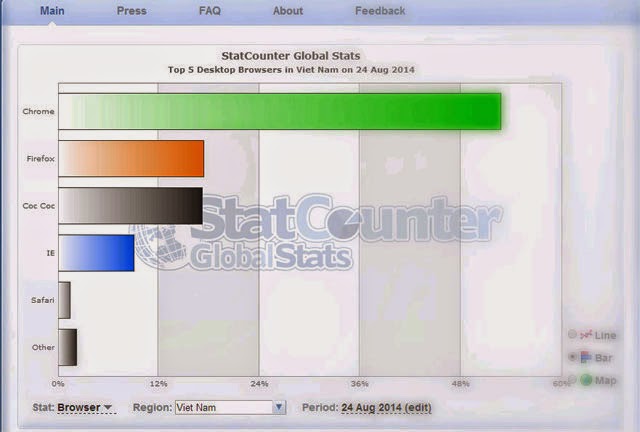 Main Press FAQ About Feedback
StatCounter Global Stats
Top 5 Desktop Browsers in Viet Nam on 24 Aug 2014
Chrome
Firefox
Coc Coc
StatCounter
IE
GlobalStats
Safari
Line
Other
Bar
Map
0% 12% 24% 36% 48% 60%
Stat: Browser Region: Viet Nam Period: 24 Aug 2014 (edit)